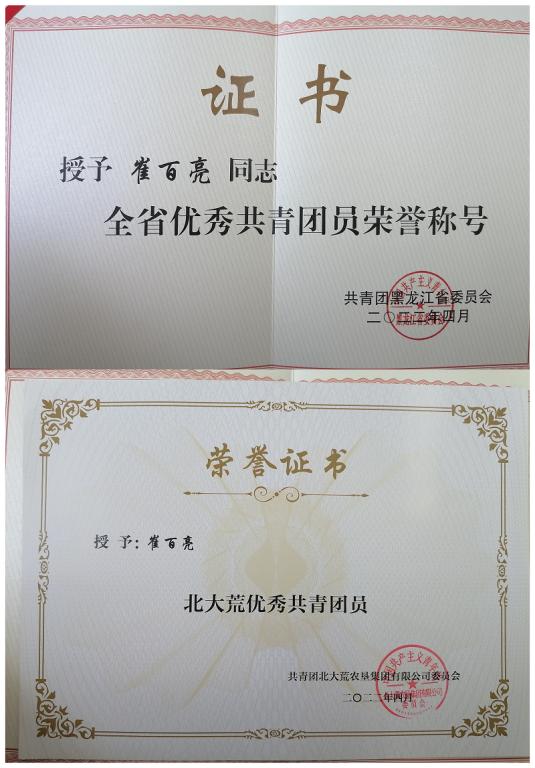 证书
授予 崔百亮 同志
全省优秀共青团员荣誉称号
共青团黑龙江省委员会
二〇二二年四月
荣誉证书
授 予：崔百亮
北大荒优秀共青团员
共青团北大荒农垦集团有限公司委员会
二〇二二年四月